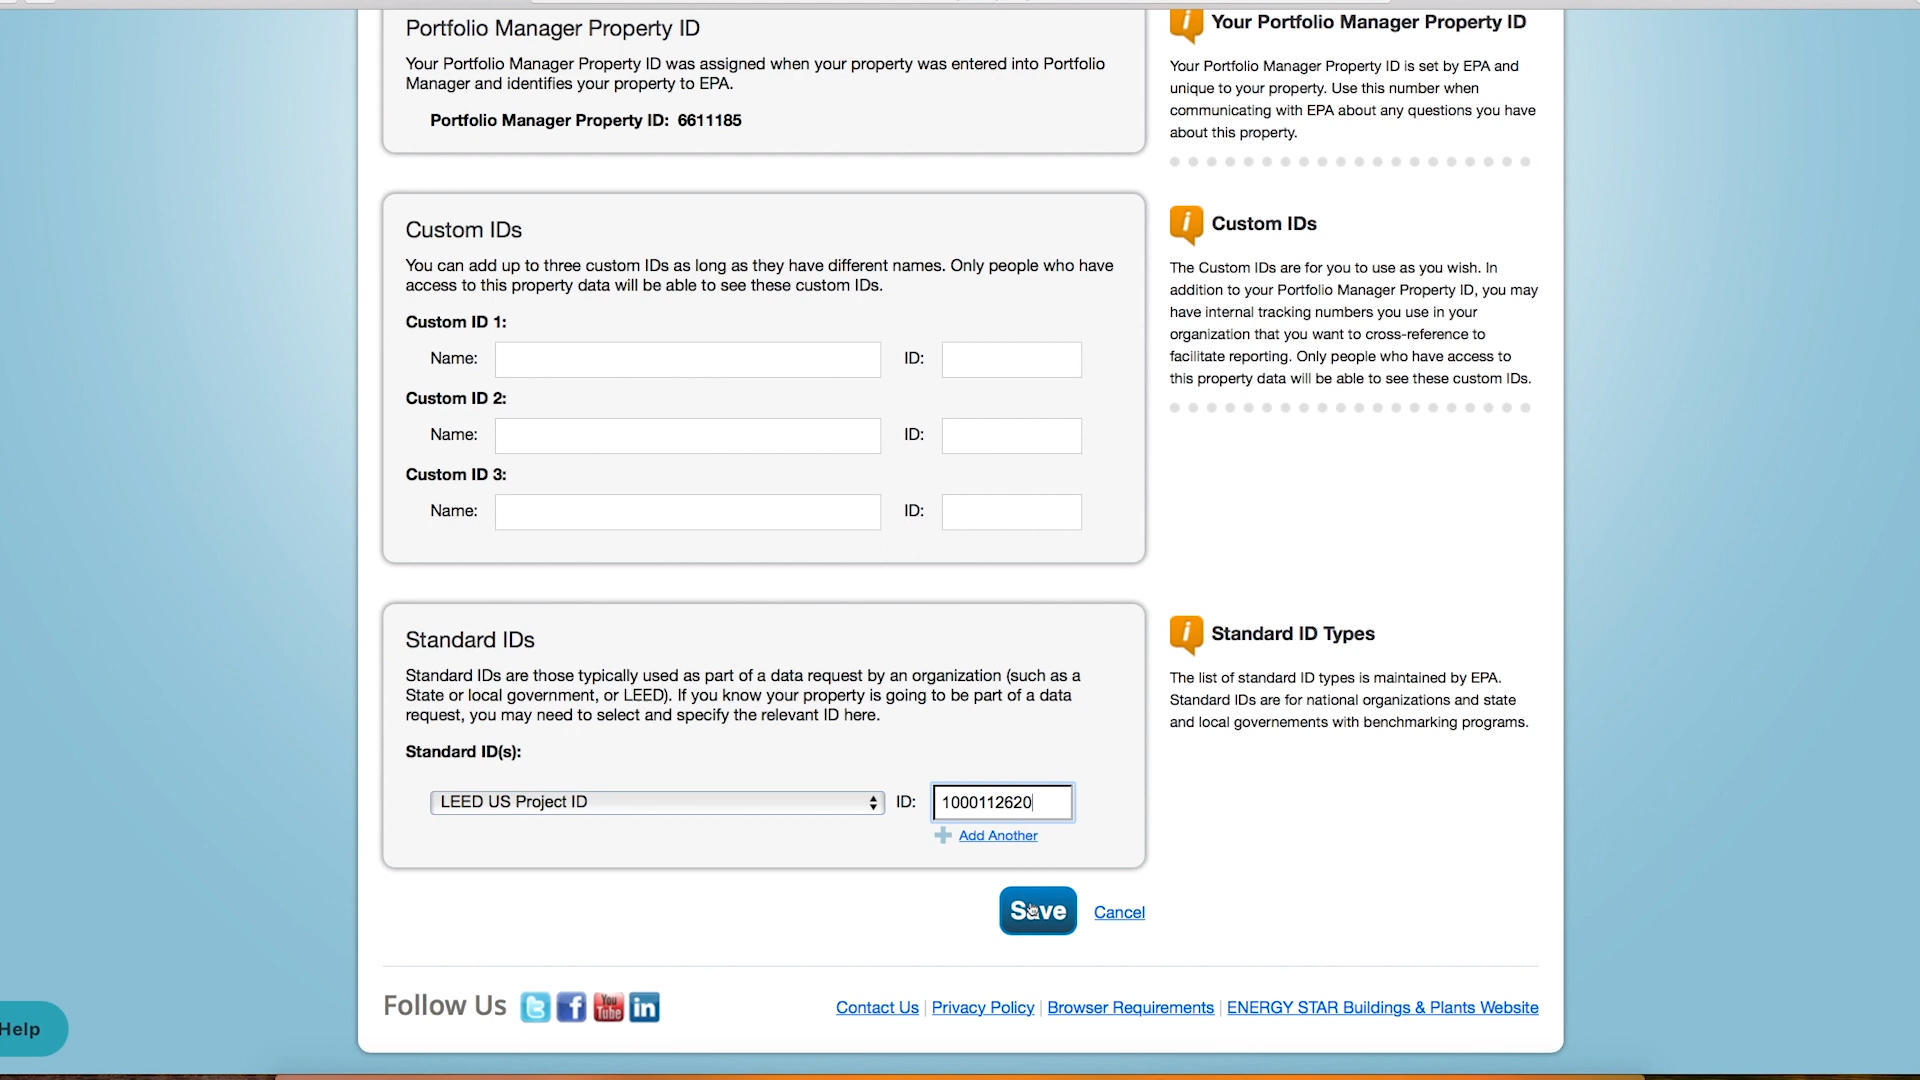 Portfolio Manager Property ID
Your Portfolio Manager Property ID was assigned when your property was entered into Portfolio
Manager and identifies your property to EPA.
Portfolio Manager Property ID: 6611185
Your Portfolio Manager Property ID
Your Portfolio Manager Property ID is set by EPA and
unique to your property. Use this number when
communicating with EPA about any questions you have
about this property.
Custom IDs
You can add up to three custom IDs as long as they have different names. Only people who have
access to this property data will be able to see these custom IDs.
Custom ID 1:
Name: ID:
Custom ID 2:
Name: ID:
Custom ID 3:
Name: ID:
Custom IDs
The Custom IDs are for you to use as you wish. In
addition to your Portfolio Manager Property ID, you may
have internal tracking numbers you use in your
organization that you want to cross-reference to
facilitate reporting. Only people who have access to
this property data will be able to see these custom IDs.
Standard IDs
Standard IDs are those typically used as part of a data request by an organization (such as a
State or local government, or LEED). If you know your property is going to be part of a data
request, you may need to select and specify the relevant ID here.
Standard ID(s):
LEED US Project ID ID: 1000112620
Add Another
Standard ID Types
The list of standard ID types is maintained by EPA.
Standard IDs are for national organizations and state
and local governements with benchmarking programs.
Save Cancel
Follow Us
You Tube
Contact Us | Privacy Policy | Browser Requirements | ENERGY STAR Buildings & Plants Website
Help